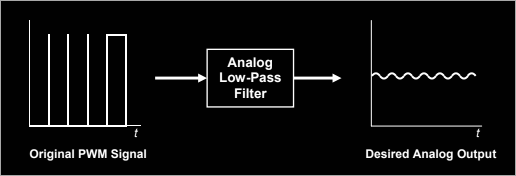 Analog
Low-Pass
Filter
t
t
Original PWM Signal
Desired Analog Output